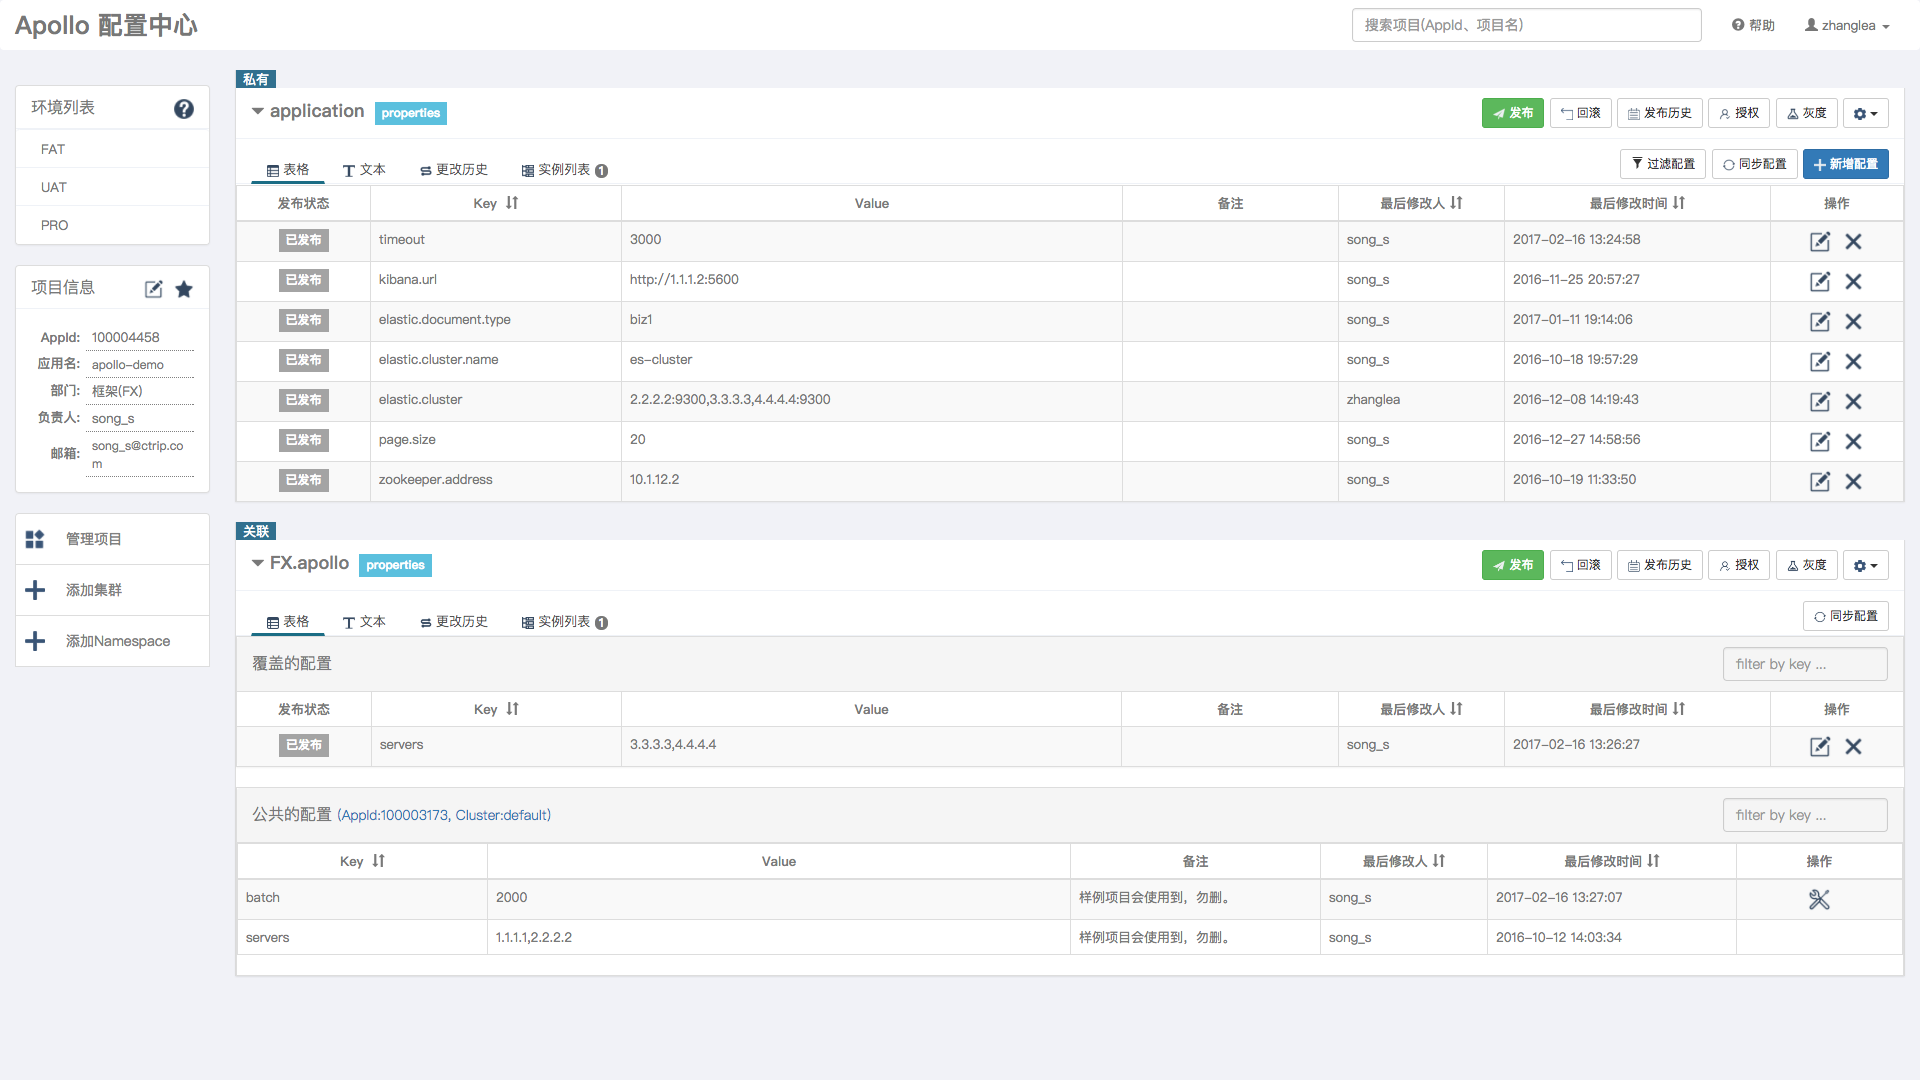 Apollo 配置中心
搜索项目(AppId、项目名)
帮助
zhanglea
环境列表
FAT
UAT
PRO
项目信息
AppId: 100004458
应用名: apollo-demo
部门: 框架(FX)
负责人: song_s
邮箱: song_s@ctrip.co
m
管理项目
添加集群
添加Namespace
私有
application properties
发布 回滚 发布历史 授权 灰度
表格 文本 更改历史 实例列表 1
过滤配置 同步配置 新增配置
发布状态 Key Value 备注 最后修改人 最后修改时间 操作
已发布 timeout 3000 song_s 2017-02-16 13:24:58
已发布 kibana.url http://1.1.1.2:5600 song_s 2016-11-25 20:57:27
已发布 elastic.document.type biz1 song_s 2017-01-11 19:14:06
已发布 elastic.cluster.name es-cluster song_s 2016-10-18 19:57:29
已发布 elastic.cluster 2.2.2.2:9300,3.3.3.3,4.4.4.4:9300 zhanglea 2016-12-08 14:19:43
已发布 page.size 20 song_s 2016-12-27 14:58:56
已发布 zookeeper.address 10.1.12.2 song_s 2016-10-19 11:33:50
关联
FX.apollo properties
发布 回滚 发布历史 授权 灰度
表格 文本 更改历史 实例列表 1
同步配置
覆盖的配置 filter by key ...
发布状态 Key Value 备注 最后修改人 最后修改时间 操作
已发布 servers 3.3.3.3,4.4.4.4 song_s 2017-02-16 13:26:27
公共的配置 (AppId:100003173, Cluster:default) filter by key ...
Key Value 备注 最后修改人 最后修改时间 操作
batch 2000 样例项目会使用到，勿删。 song_s 2017-02-16 13:27:07
servers 1.1.1.1,2.2.2.2 样例项目会使用到，勿删。 song_s 2016-10-12 14:03:34